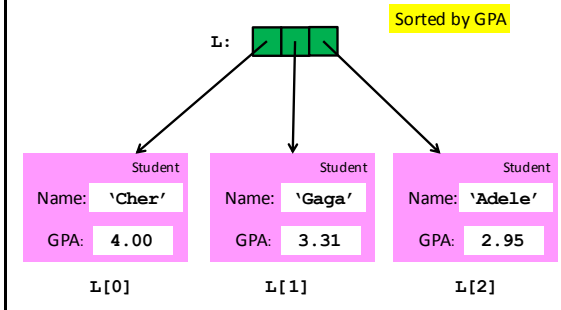 Sorted by GPA
L:
Student Student Student
Name: ‘Cher’ Name: ‘Gaga’ Name: ‘Adele’
GPA: 4.00 GPA: 3.31 GPA: 2.95
L[0] L[1] L[2]